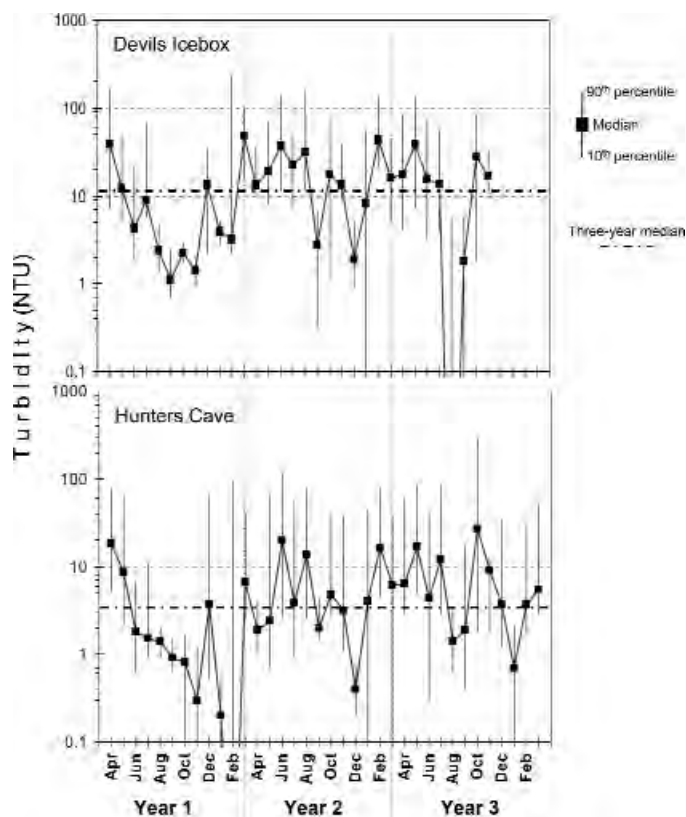 1000
Devils Icebox
100
10
1
0.1
90th percentile
Median
10th percentile
Three-year median
Turbidity (NTU)
1000
Hunters Cave
100
10
1
0.1
Apr Jun Aug Oct Dec Feb Apr Jun Aug Oct Dec Feb Apr Jun Aug Oct Dec Feb
Year 1 Year 2 Year 3